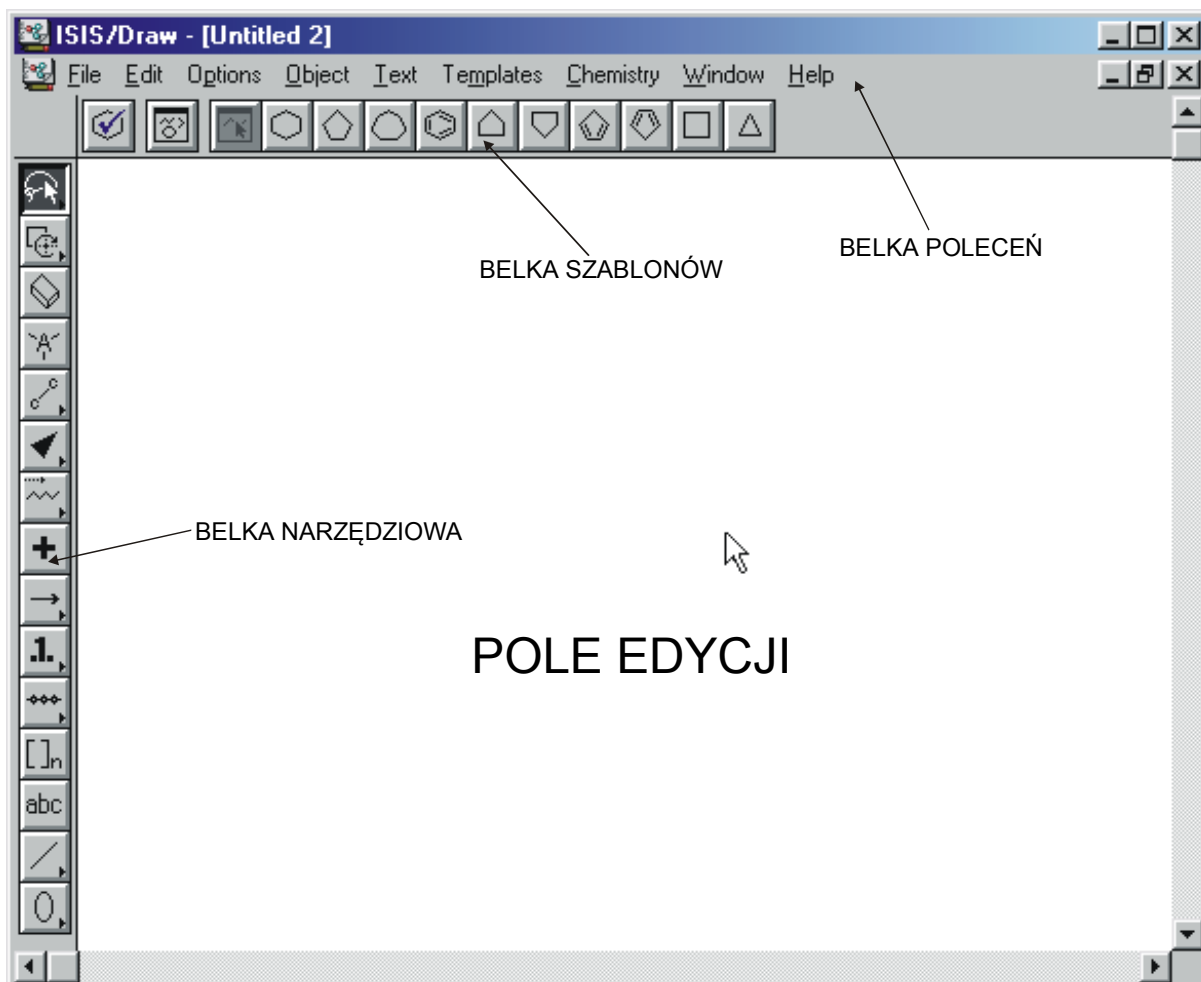 ISIS/Draw - [Untitled 2]
File Edit Options Object Text Templates Chemistry Window Help
BELKA SZABLONÓW
BELKA POLECEŃ
A
C
C
BELKA NARZĘDZIOWA
.1.
POLE EDYCJI
[ ]n
abc